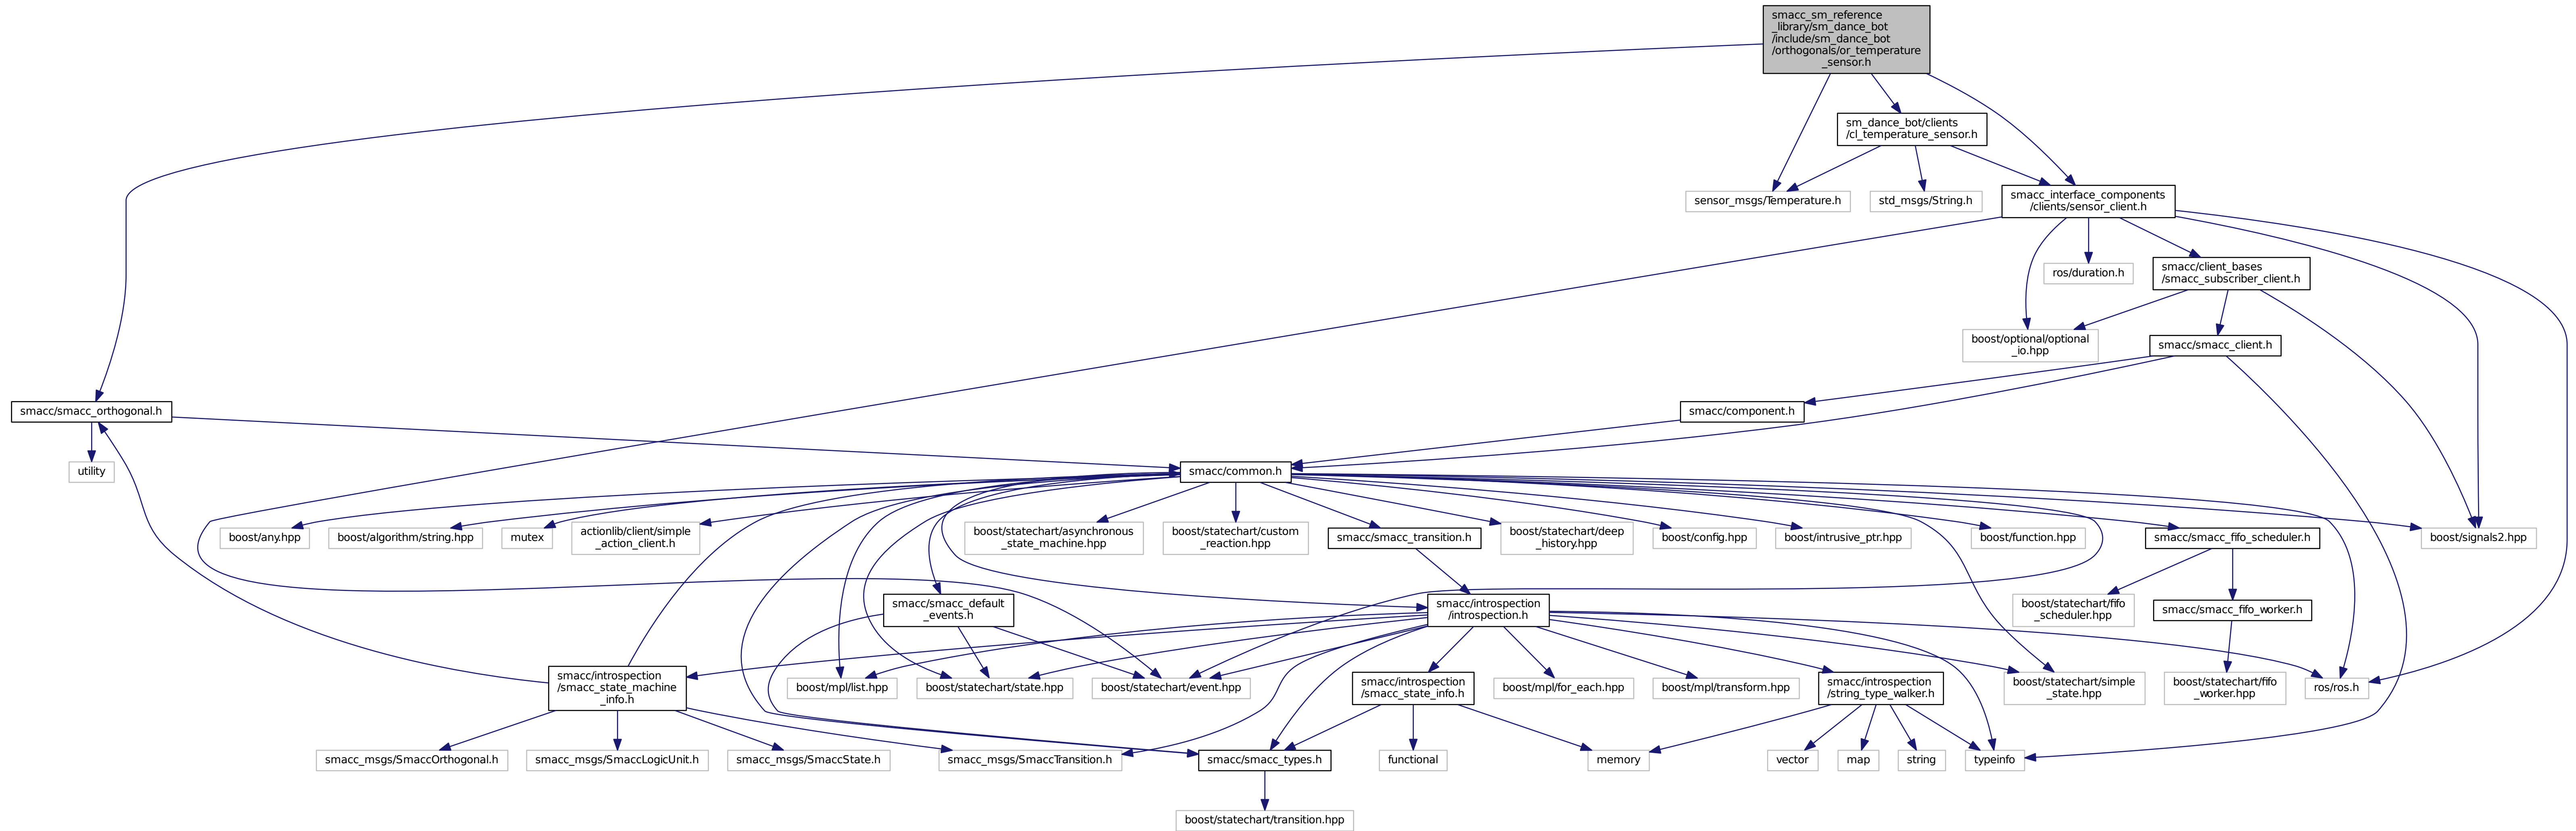 smacc_sm_reference
_library/sm_dance_bot
/include/sm_dance_bot
/orthogonals/or_temperature
_sensor.h
sm_dance_bot/clients
/cl_temperature_sensor.h
sensor_msgs/Temperature.h
std_msgs/String.h
smacc_interface_components
/clients/sensor_client.h
ros/duration.h
smacc/client_bases
/smacc_subscriber_client.h
boost/optional/optional
_io.hpp
smacc/smacc_client.h
smacc/smacc_orthogonal.h
smacc/component.h
utility
smacc/common.h
boost/any.hpp
boost/algorithm/string.hpp
mutex
actionlib/client/simple
_action_client.h
boost/statechart/asynchronous
_state_machine.hpp
boost/statechart/custom
_reaction.hpp
smacc/smacc_transition.h
boost/statechart/deep
_history.hpp
boost/config.hpp
boost/intrusive_ptr.hpp
boost/function.hpp
smacc/smacc_fifo_scheduler.h
boost/signals2.hpp
smacc/smacc_default
_events.h
smacc/introspection
/introspection.h
boost/statechart/fifo
_scheduler.hpp
smacc/smacc_fifo_worker.h
smacc/introspection
/smacc_state_machine
_info.h
boost/mpl/list.hpp
boost/statechart/state.hpp
boost/statechart/event.hpp
smacc/introspection
/smacc_state_info.h
boost/mpl/for_each.hpp
boost/mpl/transform.hpp
smacc/introspection
/string_type_walker.h
boost/statechart/simple
_state.hpp
boost/statechart/fifo
_worker.hpp
ros/ros.h
smacc_msgs/SmaccOrthogonal.h
smacc_msgs/SmaccLogicUnit.h
smacc_msgs/SmaccState.h
smacc_msgs/SmaccTransition.h
smacc/smacc_types.h
functional
memory
vector
map
string
typeinfo
boost/statechart/transition.hpp